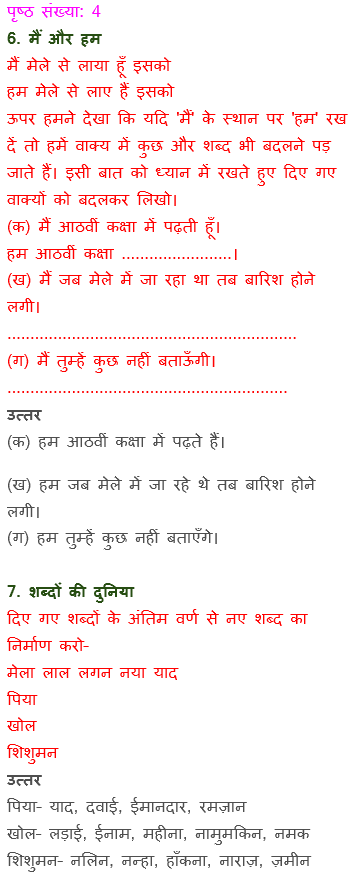 पृष्ठ संख्या: 4
6. मैं और हम
मैं मेले से लाया हूँ इसको
हम मेले से लाए हैं इसको
ऊपर हमने देखा कि यदि 'मैं' के स्थान पर 'हम' रख
दें तो हमें वाक्य में कुछ और शब्द भी बदलने पड़
जाते हैं। इसी बात को ध्यान में रखते हुए दिए गए
वाक्यों को बदलकर लिखो।
(क) मैं आठवीं कक्षा में पढ़ती हूँ।
हम आठवीं कक्षा ........................।
(ख) मैं जब मेले में जा रहा था तब बारिश होने
लगी।
...............................................................
(ग) मैं तुम्हें कुछ नहीं बताऊँगी।
.............................................................
उत्तर
(क) हम आठवीं कक्षा में पढ़ते हैं।
(ख) हम जब मेले में जा रहे थे तब बारिश होने
लगी।
(ग) हम तुम्हें कुछ नहीं बताएँगे।
7. शब्दों की दुनिया
दिए गए शब्दों के अंतिम वर्ण से नए शब्द का
निर्माण करो-
मेला लाल लगन नया याद
पिया
खोल
शिशुमन
उत्तर
पिया- याद, दवाई, ईमानदार, रमज़ान
खोल- लड़ाई, ईनाम, महीना, नामुमकिन, नमक
शिशुमन- नलिन, नन्हा, हाँकना, नाराज़, ज़मीन